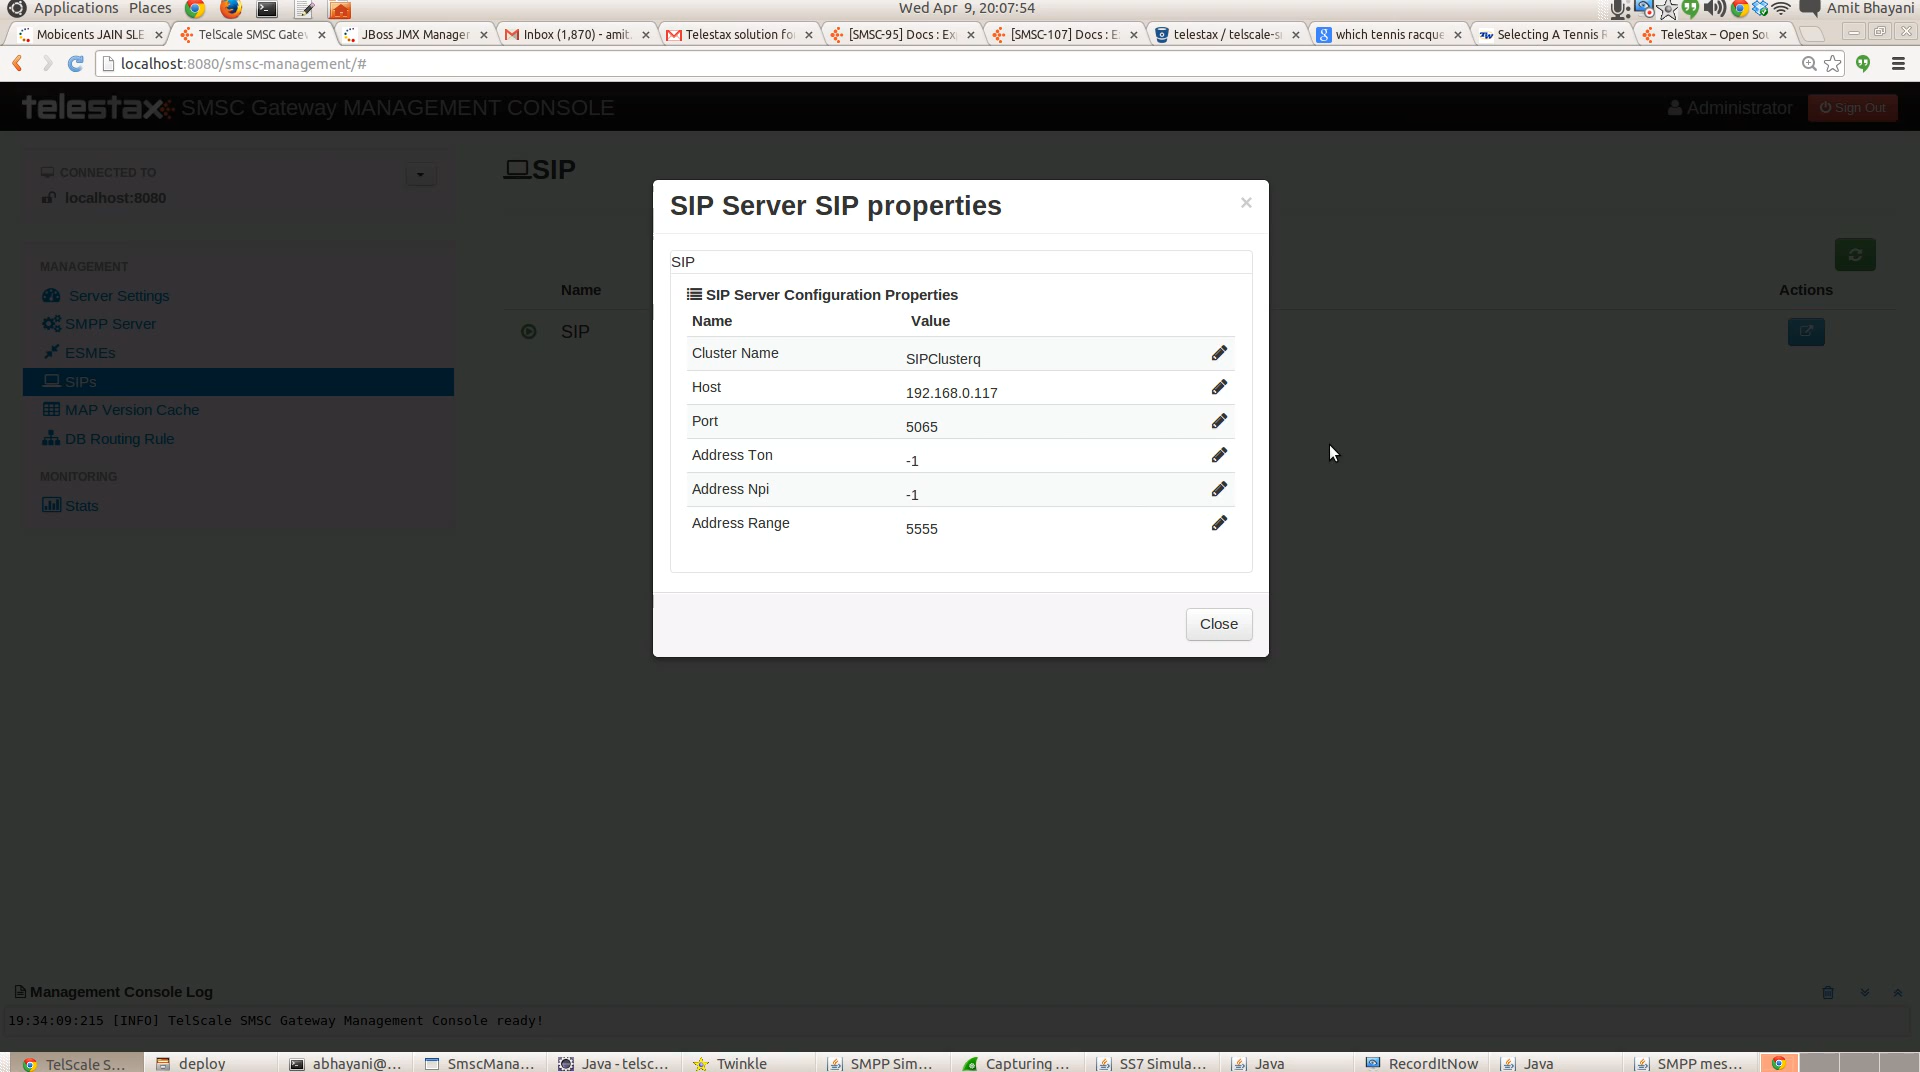 Applications Places Wed Apr 9, 20:07:54 Amit Bhayani
Mobicents JAIN SLE TelScale SMSC Gatew JBoss JMX Manager Inbox (1,870) - amit. Telestax solution fo [SMSC-95] Docs : Ex [SMSC-107] Docs : E telestax / telscale-s which tennis racque Selecting A Tennis R TeleStax – Open So
localhost:8080/smsc-management/#
telestax SMSC Gateway MANAGEMENT CONSOLE Administrator Sign Out
CONNECTED TO
localhost:8080
SIP
MANAGEMENT
Server Settings
SMPP Server
ESMEs
SIPs
MAP Version Cache
DB Routing Rule
MONITORING
Stats
Name Actions
SIP
SIP Server SIP properties ×
SIP
SIP Server Configuration Properties
Name Value
Cluster Name SIPClusterq
Host 192.168.0.117
Port 5065
Address Ton -1
Address Npi -1
Address Range 5555
Close
Management Console Log
19:34:09:215 [INFO] TelScale SMSC Gateway Management Console ready!
TelScale S... deploy abhayani@... SmscMana... Java - telsc... Twinkle SMPP Sim... Capturing ... SS7 Simula... Java RecordItNow Java SMPP mes...